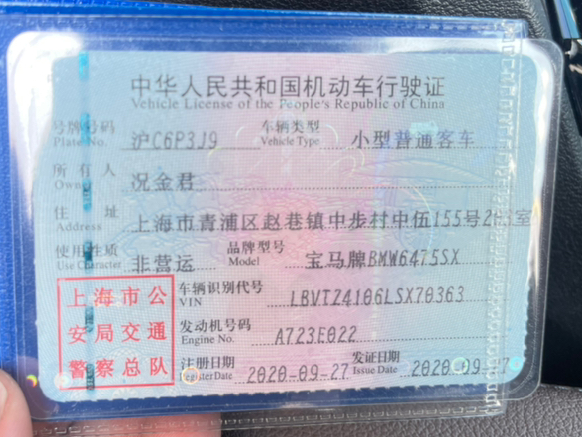 中华人民共和国机动车行驶证
Vehicle License of the People's Republic of China
号牌号码 沪C6P3J9 车辆类型 小型普通客车
Plate No. Vehicle Type
所有人 况金君
Owner
住址 上海市青浦区赵巷镇中步村中伍155号2 室
Address
使用性质 非营运 品牌型号 宝马牌BMW6475SX
Use Character Model
上海市公 车辆识别代号 LBVTZ4106LSX70363
VIN
安局交通 发动机号码 A723E022
Engine No.
警察总队 注册日期 2020-09-27 发证日期 2020-09- 7
Register Date Issue Date